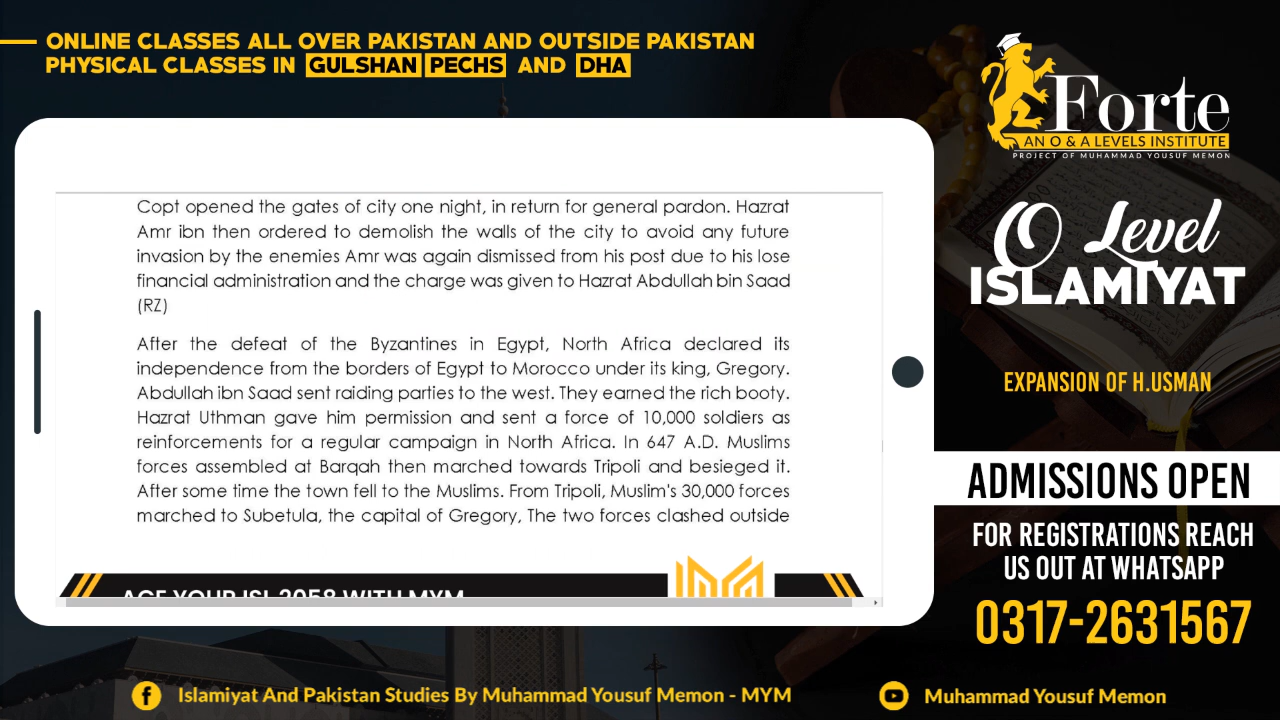 ONLINE CLASSES ALL OVER PAKISTAN AND OUTSIDE PAKISTAN
PHYSICAL CLASSES IN GULSHAN PECHS AND DHA
Copt opened the gates of city one night, in return for general pardon. Hazrat
Amr ibn then ordered to demolish the walls of the city to avoid any future
invasion by the enemies Amr was again dismissed from his post due to his lose
financial administration and the charge was given to Hazrat Abdullah bin Saad
(RZ)
After the defeat of the Byzantines in Egypt, North Africa declared its
independence from the borders of Egypt to Morocco under its king, Gregory.
Abdullah ibn Saad sent raiding parties to the west. They earned the rich booty.
Hazrat Uthman gave him permission and sent a force of 10,000 soldiers as
reinforcements for a regular campaign in North Africa. In 647 A.D. Muslims
forces assembled at Barqah then marched towards Tripoli and besieged it.
After some time the town fell to the Muslims. From Tripoli, Muslim's 30,000 forces
marched to Subetula, the capital of Gregory, The two forces clashed outside
ACE YOUR ISL 2058 WITH MYM
Forte
AN O & A LEVELS INSTITUTE
PROJECT OF MUHAMMAD YOUSUF MEMON
O Level
ISLAMIYAT
EXPANSION OF H.USMAN
ADMISSIONS OPEN
FOR REGISTRATIONS REACH
US OUT AT WHATSAPP
0317-2631567
Islamiyat And Pakistan Studies By Muhammad Yousuf Memon - MYM
Muhammad Yousuf Memon